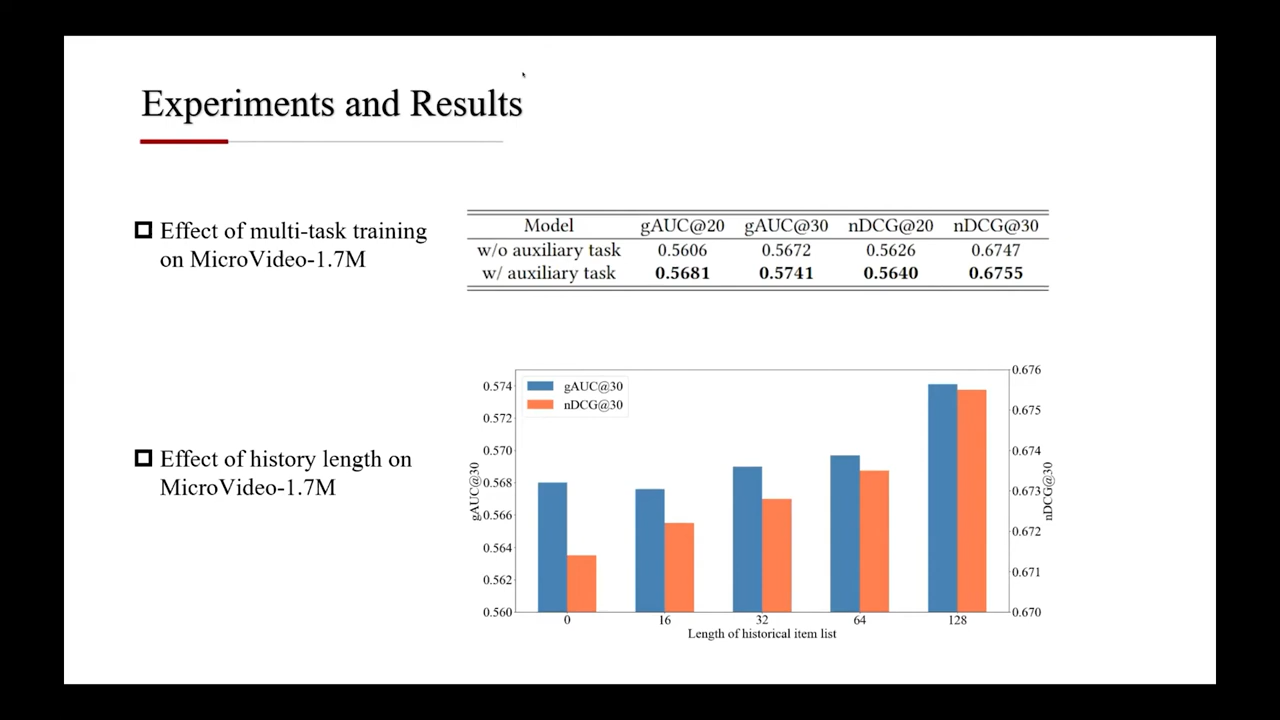 Experiments and Results
Effect of multi-task training
on MicroVideo-1.7M
Model gAUC@20 gAUC@30 nDCG@20 nDCG@30
w/o auxiliary task 0.5606 0.5672 0.5626 0.6747
w/ auxiliary task 0.5681 0.5741 0.5640 0.6755
Effect of history length on
MicroVideo-1.7M
gAUC@30
nDCG@30
0.574
0.572
0.570
0.568
0.566
0.564
0.562
0.560
gAUC@30
0.676
0.675
0.674
0.673
0.672
0.671
0.670
nDCG@30
0 16 32 64 128
Length of historical item list